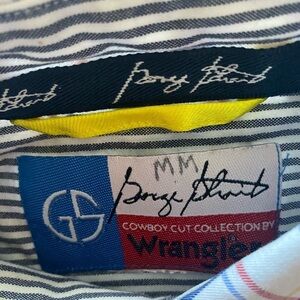 George Strait
MM
George Strait
GS
COWBOY CUT COLLECTION BY
Wrangler